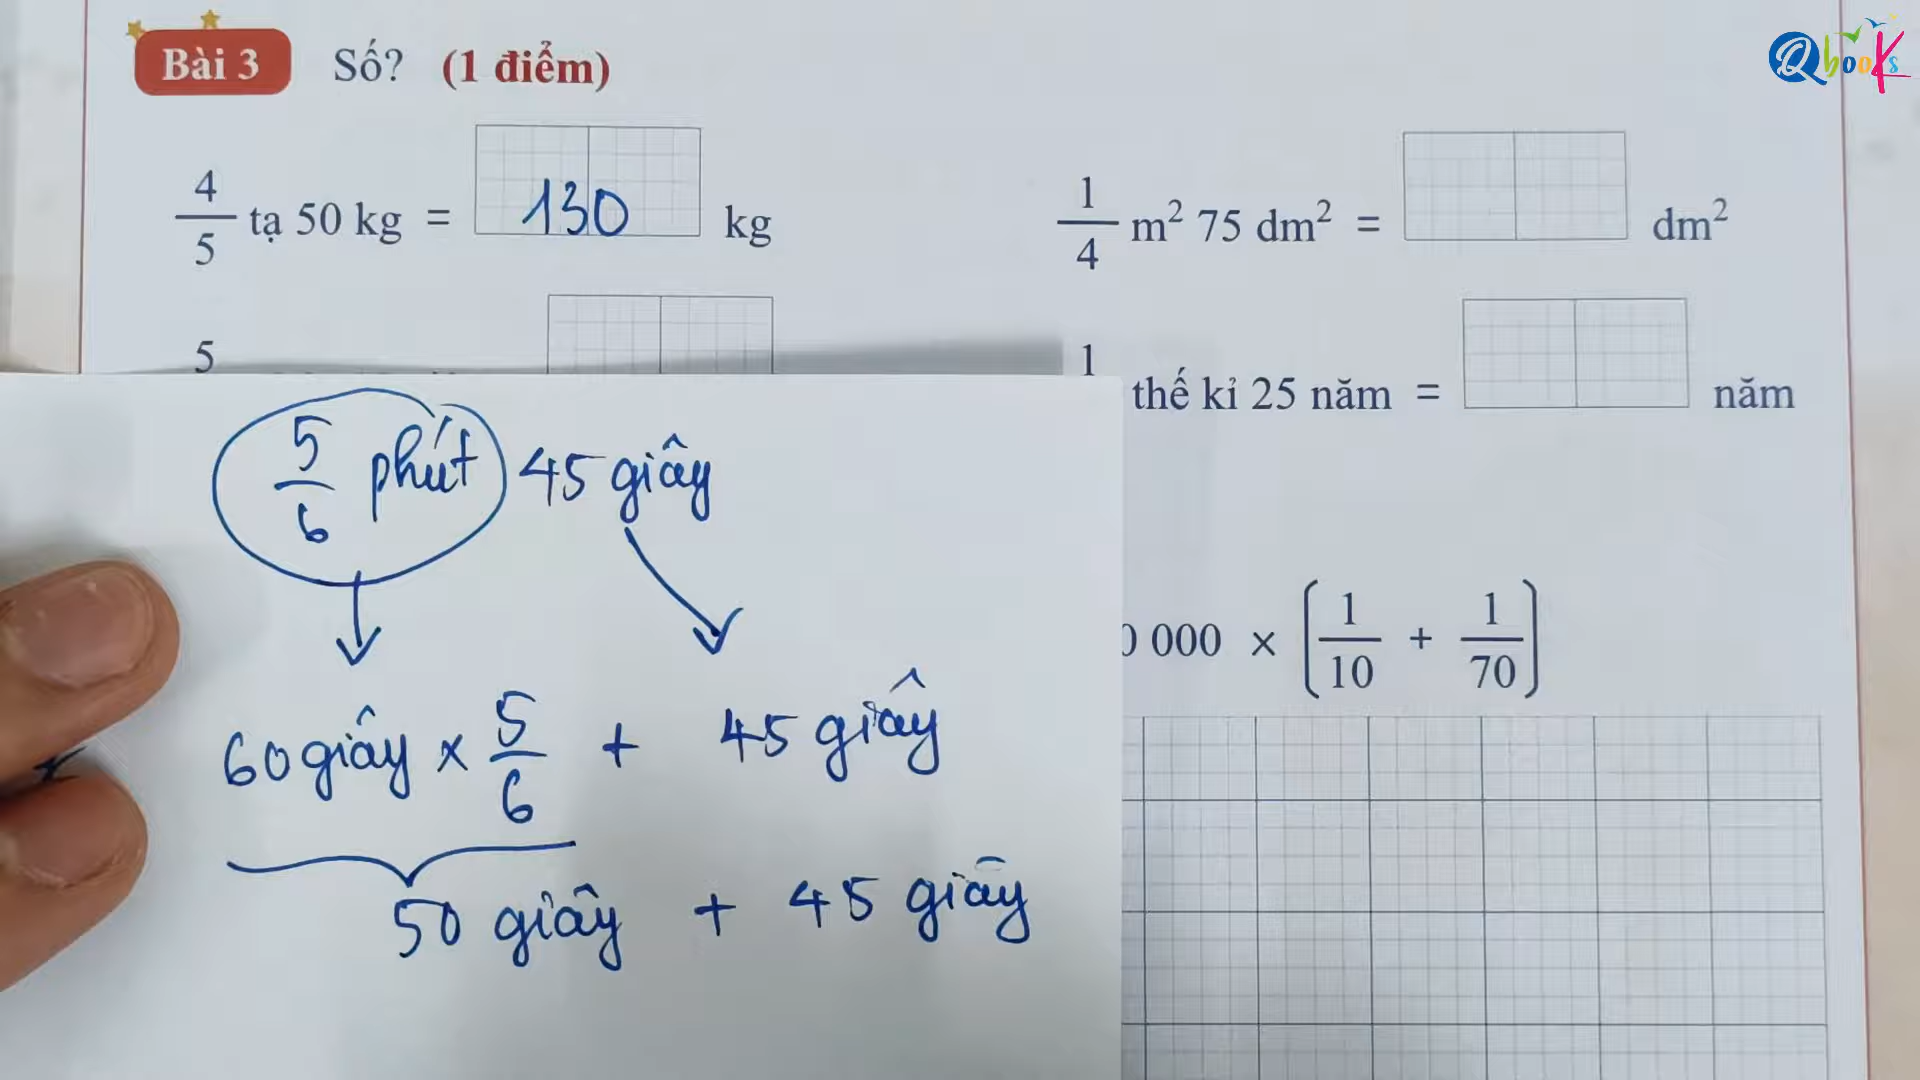 Qbooks
Bài 3 Số? (1 điểm)
4/5 tạ 50 kg = 130 kg
1/4 m² 75 dm² = dm²
5
1 thế kỉ 25 năm = năm
5/6 phút 45 giây
60 giây × 5/6 + 45 giây
50 giây + 45 giây
0 000 × (1/10 + 1/70)